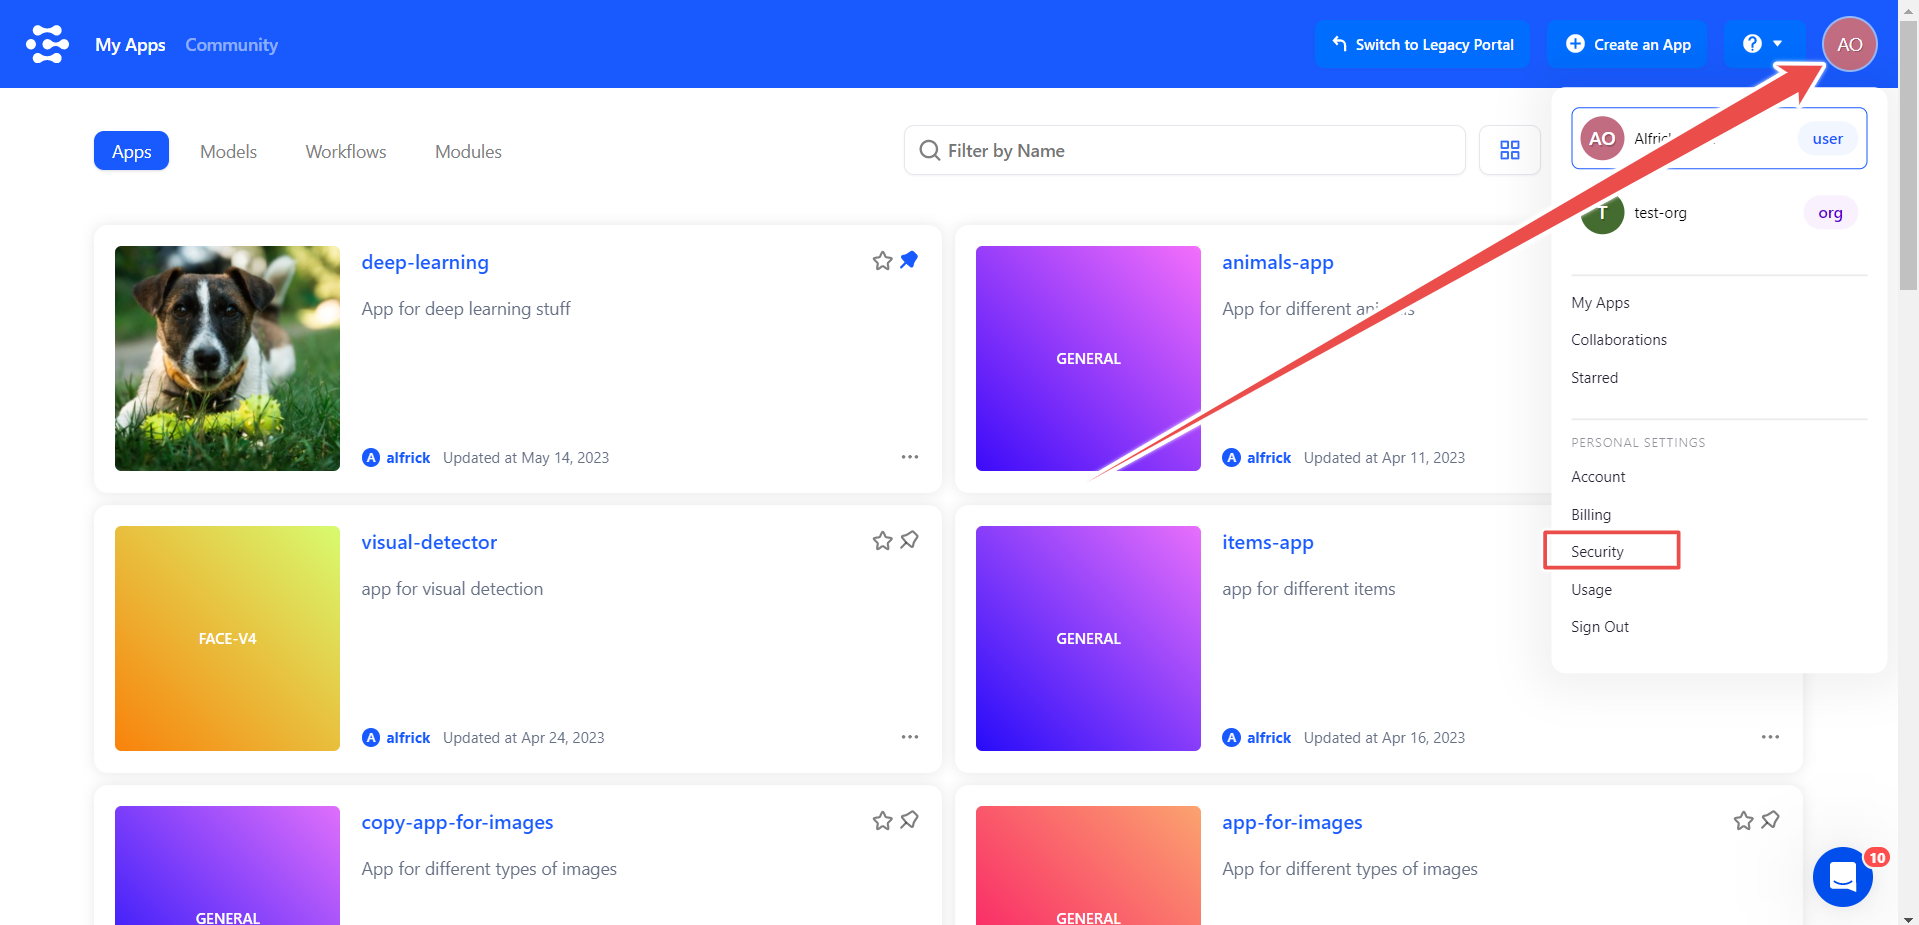 My Apps Community Switch to Legacy Portal Create an App ? AO
Apps Models Workflows Modules Filter by Name
AO user
T test-org org
deep-learning
App for deep learning stuff
A alfrick Updated at May 14, 2023
animals-app
App for different
GENERAL
A alfrick Updated at Apr 11, 2023
My Apps
Collaborations
Starred
PERSONAL SETTINGS
Account
Billing
Security
Usage
Sign Out
visual-detector
app for visual detection
FACE-V4
A alfrick Updated at Apr 24, 2023
items-app
app for different items
GENERAL
A alfrick Updated at Apr 16, 2023
copy-app-for-images
App for different types of images
GENERAL
app-for-images
App for different types of images
GENERAL
10